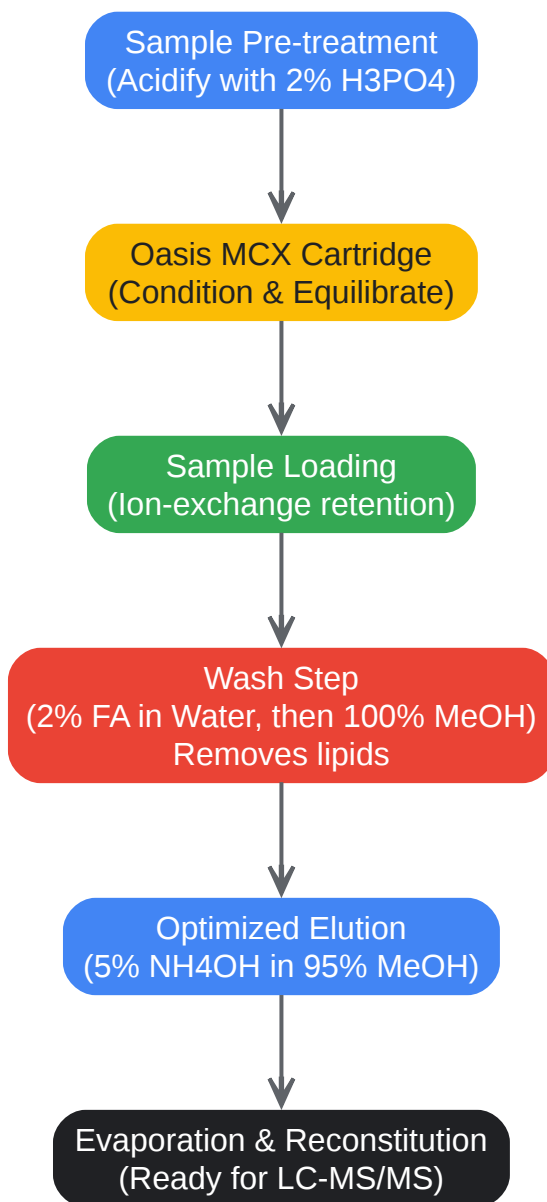 Sample Pre-treatment
(Acidify with 2% H3PO4)
Oasis MCX Cartridge
(Condition & Equilibrate)
Sample Loading
(Ion-exchange retention)
Wash Step
(2% FA in Water, then 100% MeOH)
Removes lipids
Optimized Elution
(5% NH4OH in 95% MeOH)
Evaporation & Reconstitution
(Ready for LC-MS/MS)